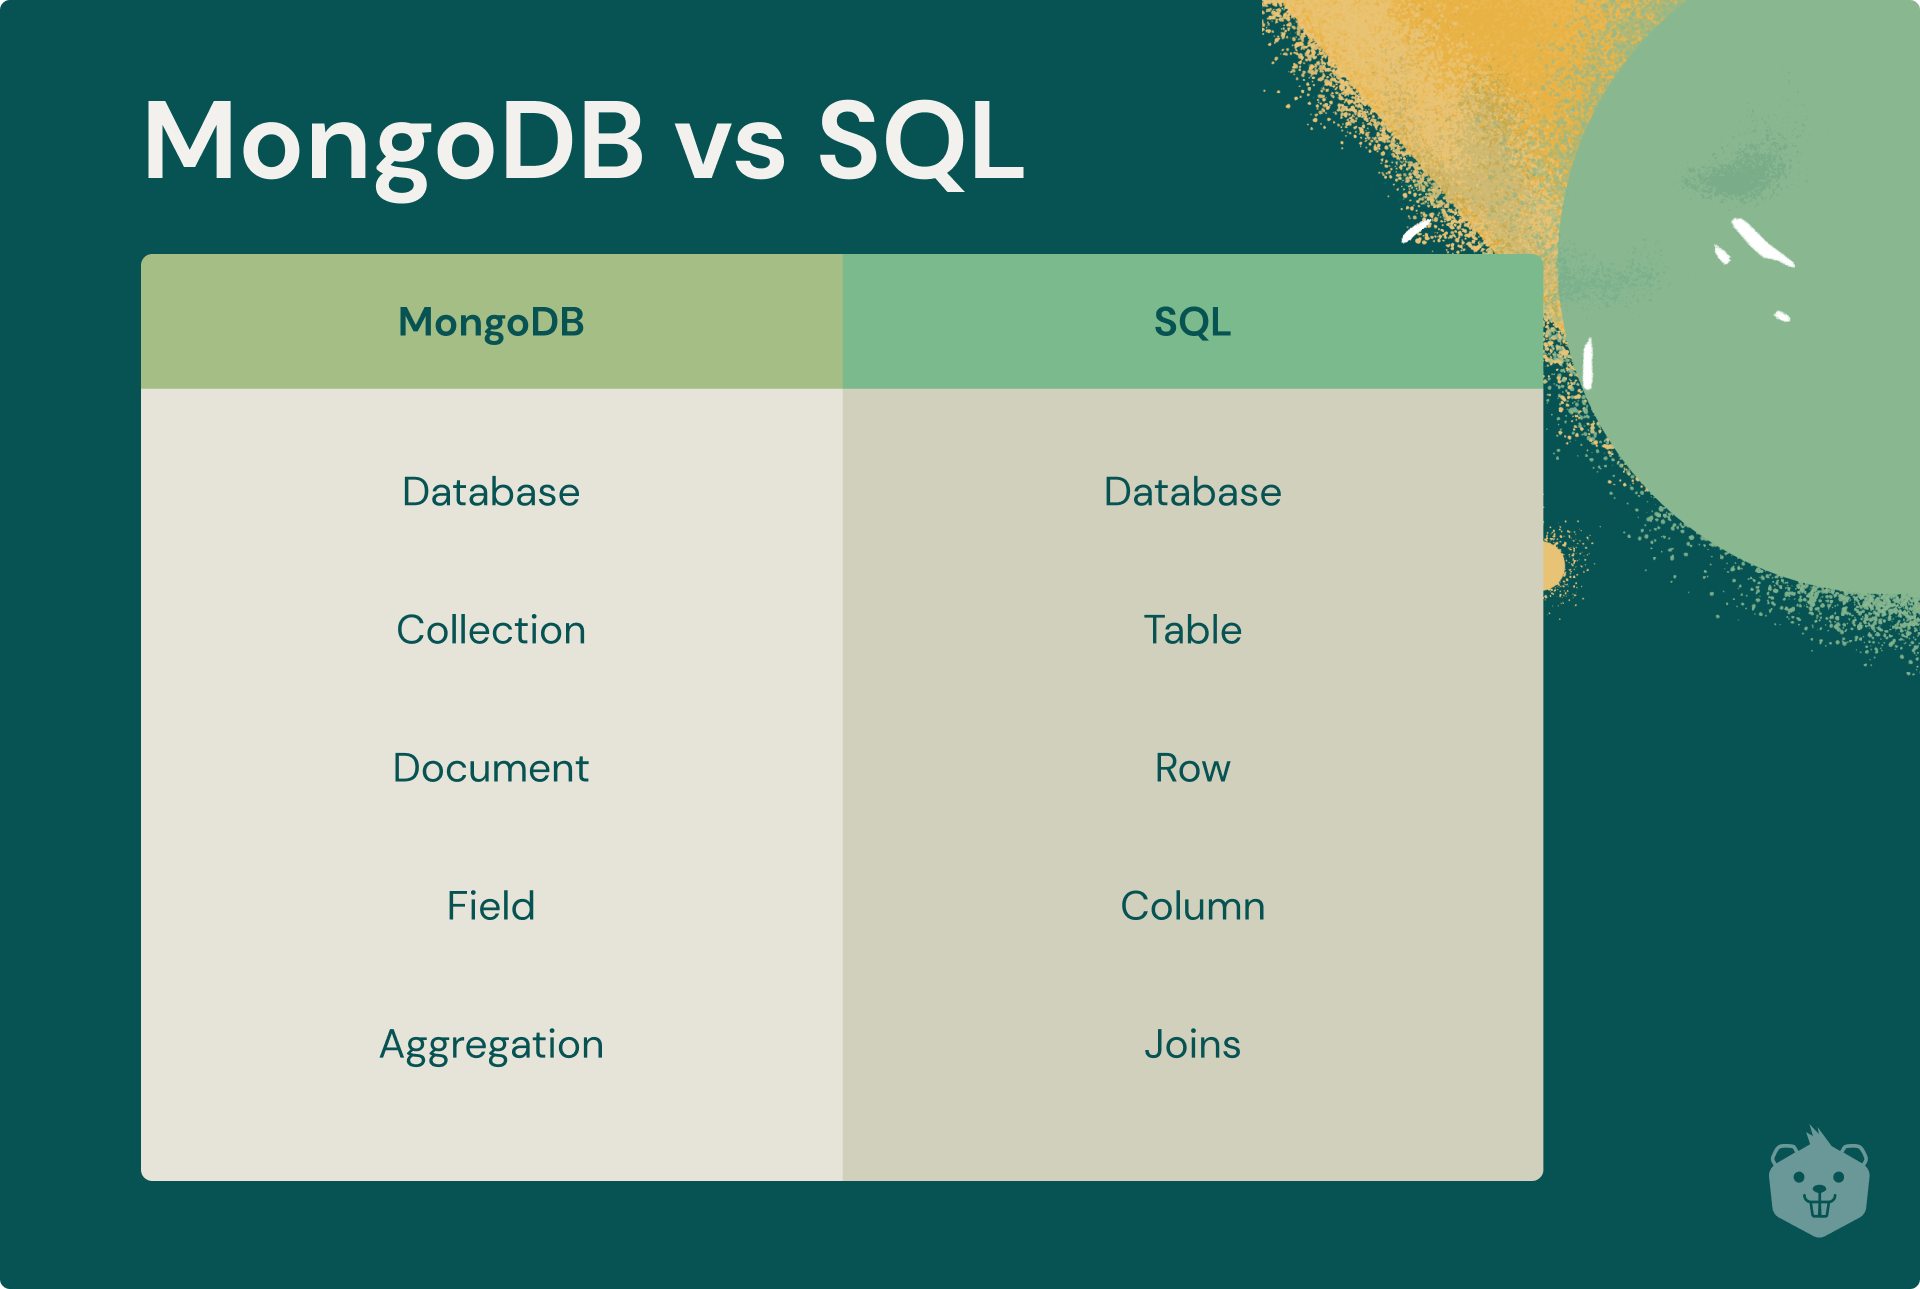 MongoDB vs SQL
MongoDB SQL
Database Database
Collection Table
Document Row
Field Column
Aggregation Joins